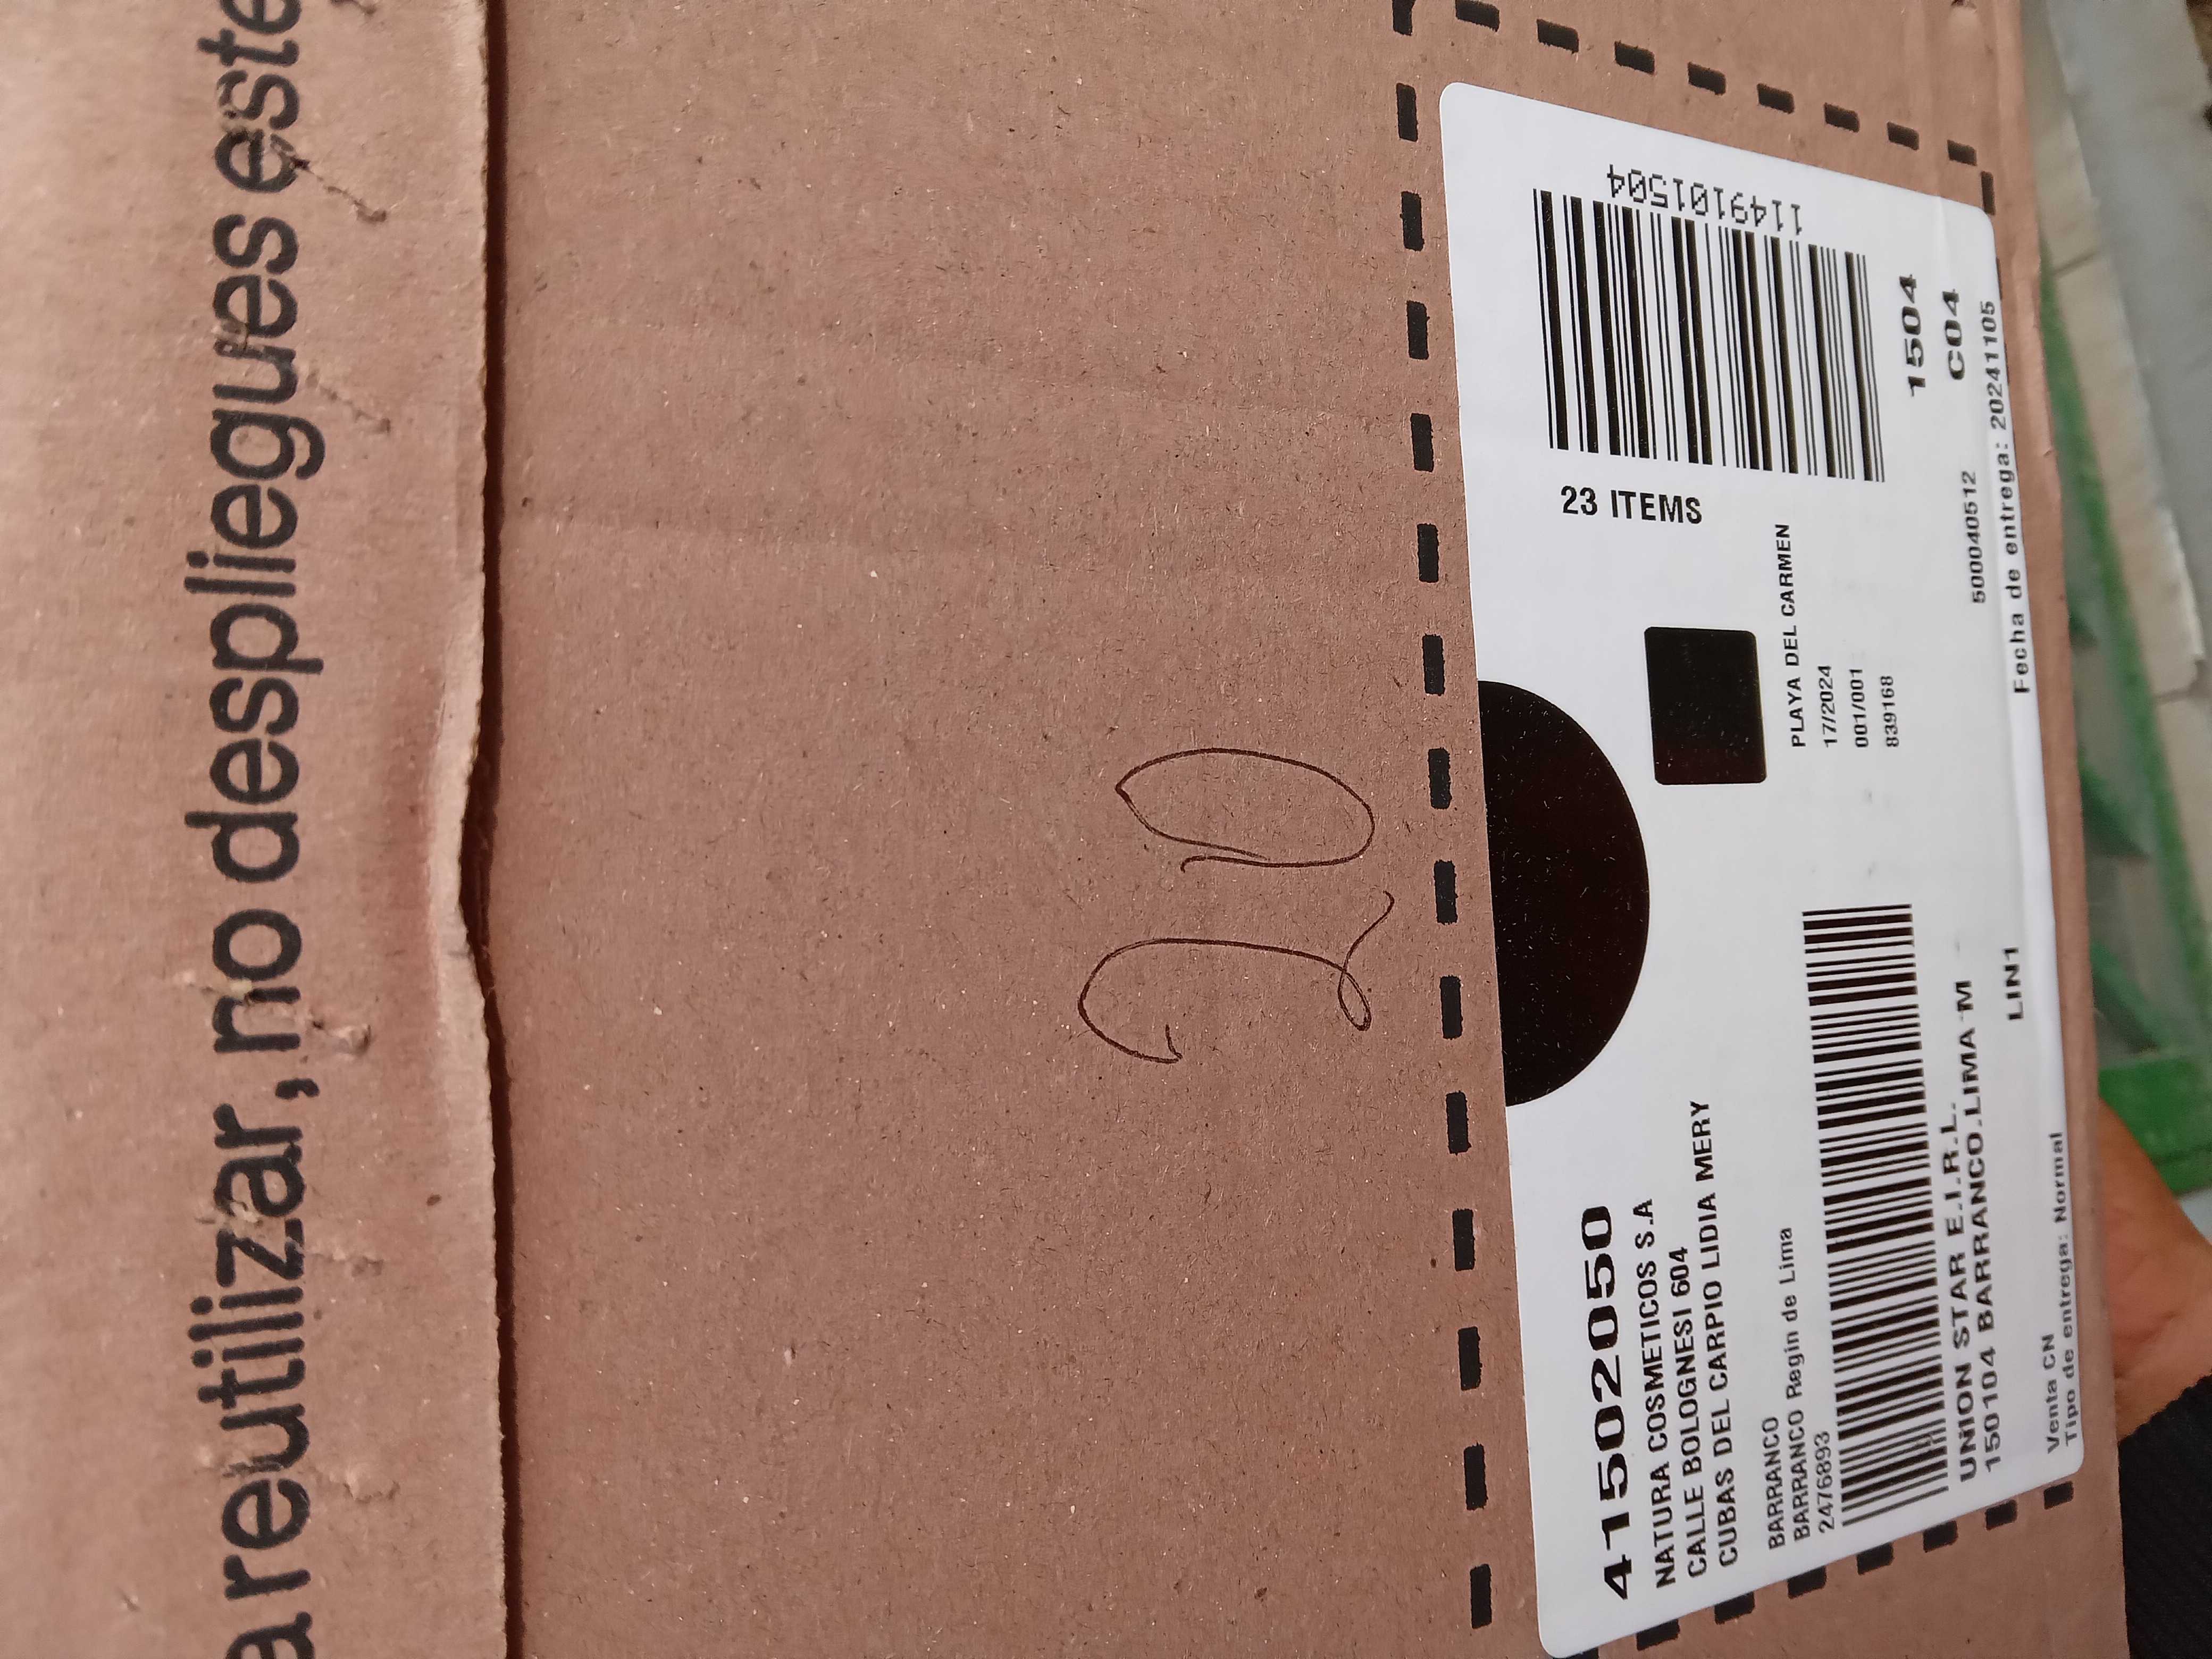 a reutilizar, no despliegues este
20
41502050
NATURA COSMETICOS S.A
CALLE BOLOGNESI 604
CUBAS DEL CARPIO LIDIA MERY
BARRANCO
BARRANCO Regin de Lima
2476893
UNION STAR E.I.R.L.
150104 BARRANCO.LIMA M
LIN1
Venta CN
Tipo de entrega: Normal
23 ITEMS
1149101504
PLAYA DEL CARMEN
17/2024
001/001
839168
1504
C04
500040512
Fecha de entrega: 20241105